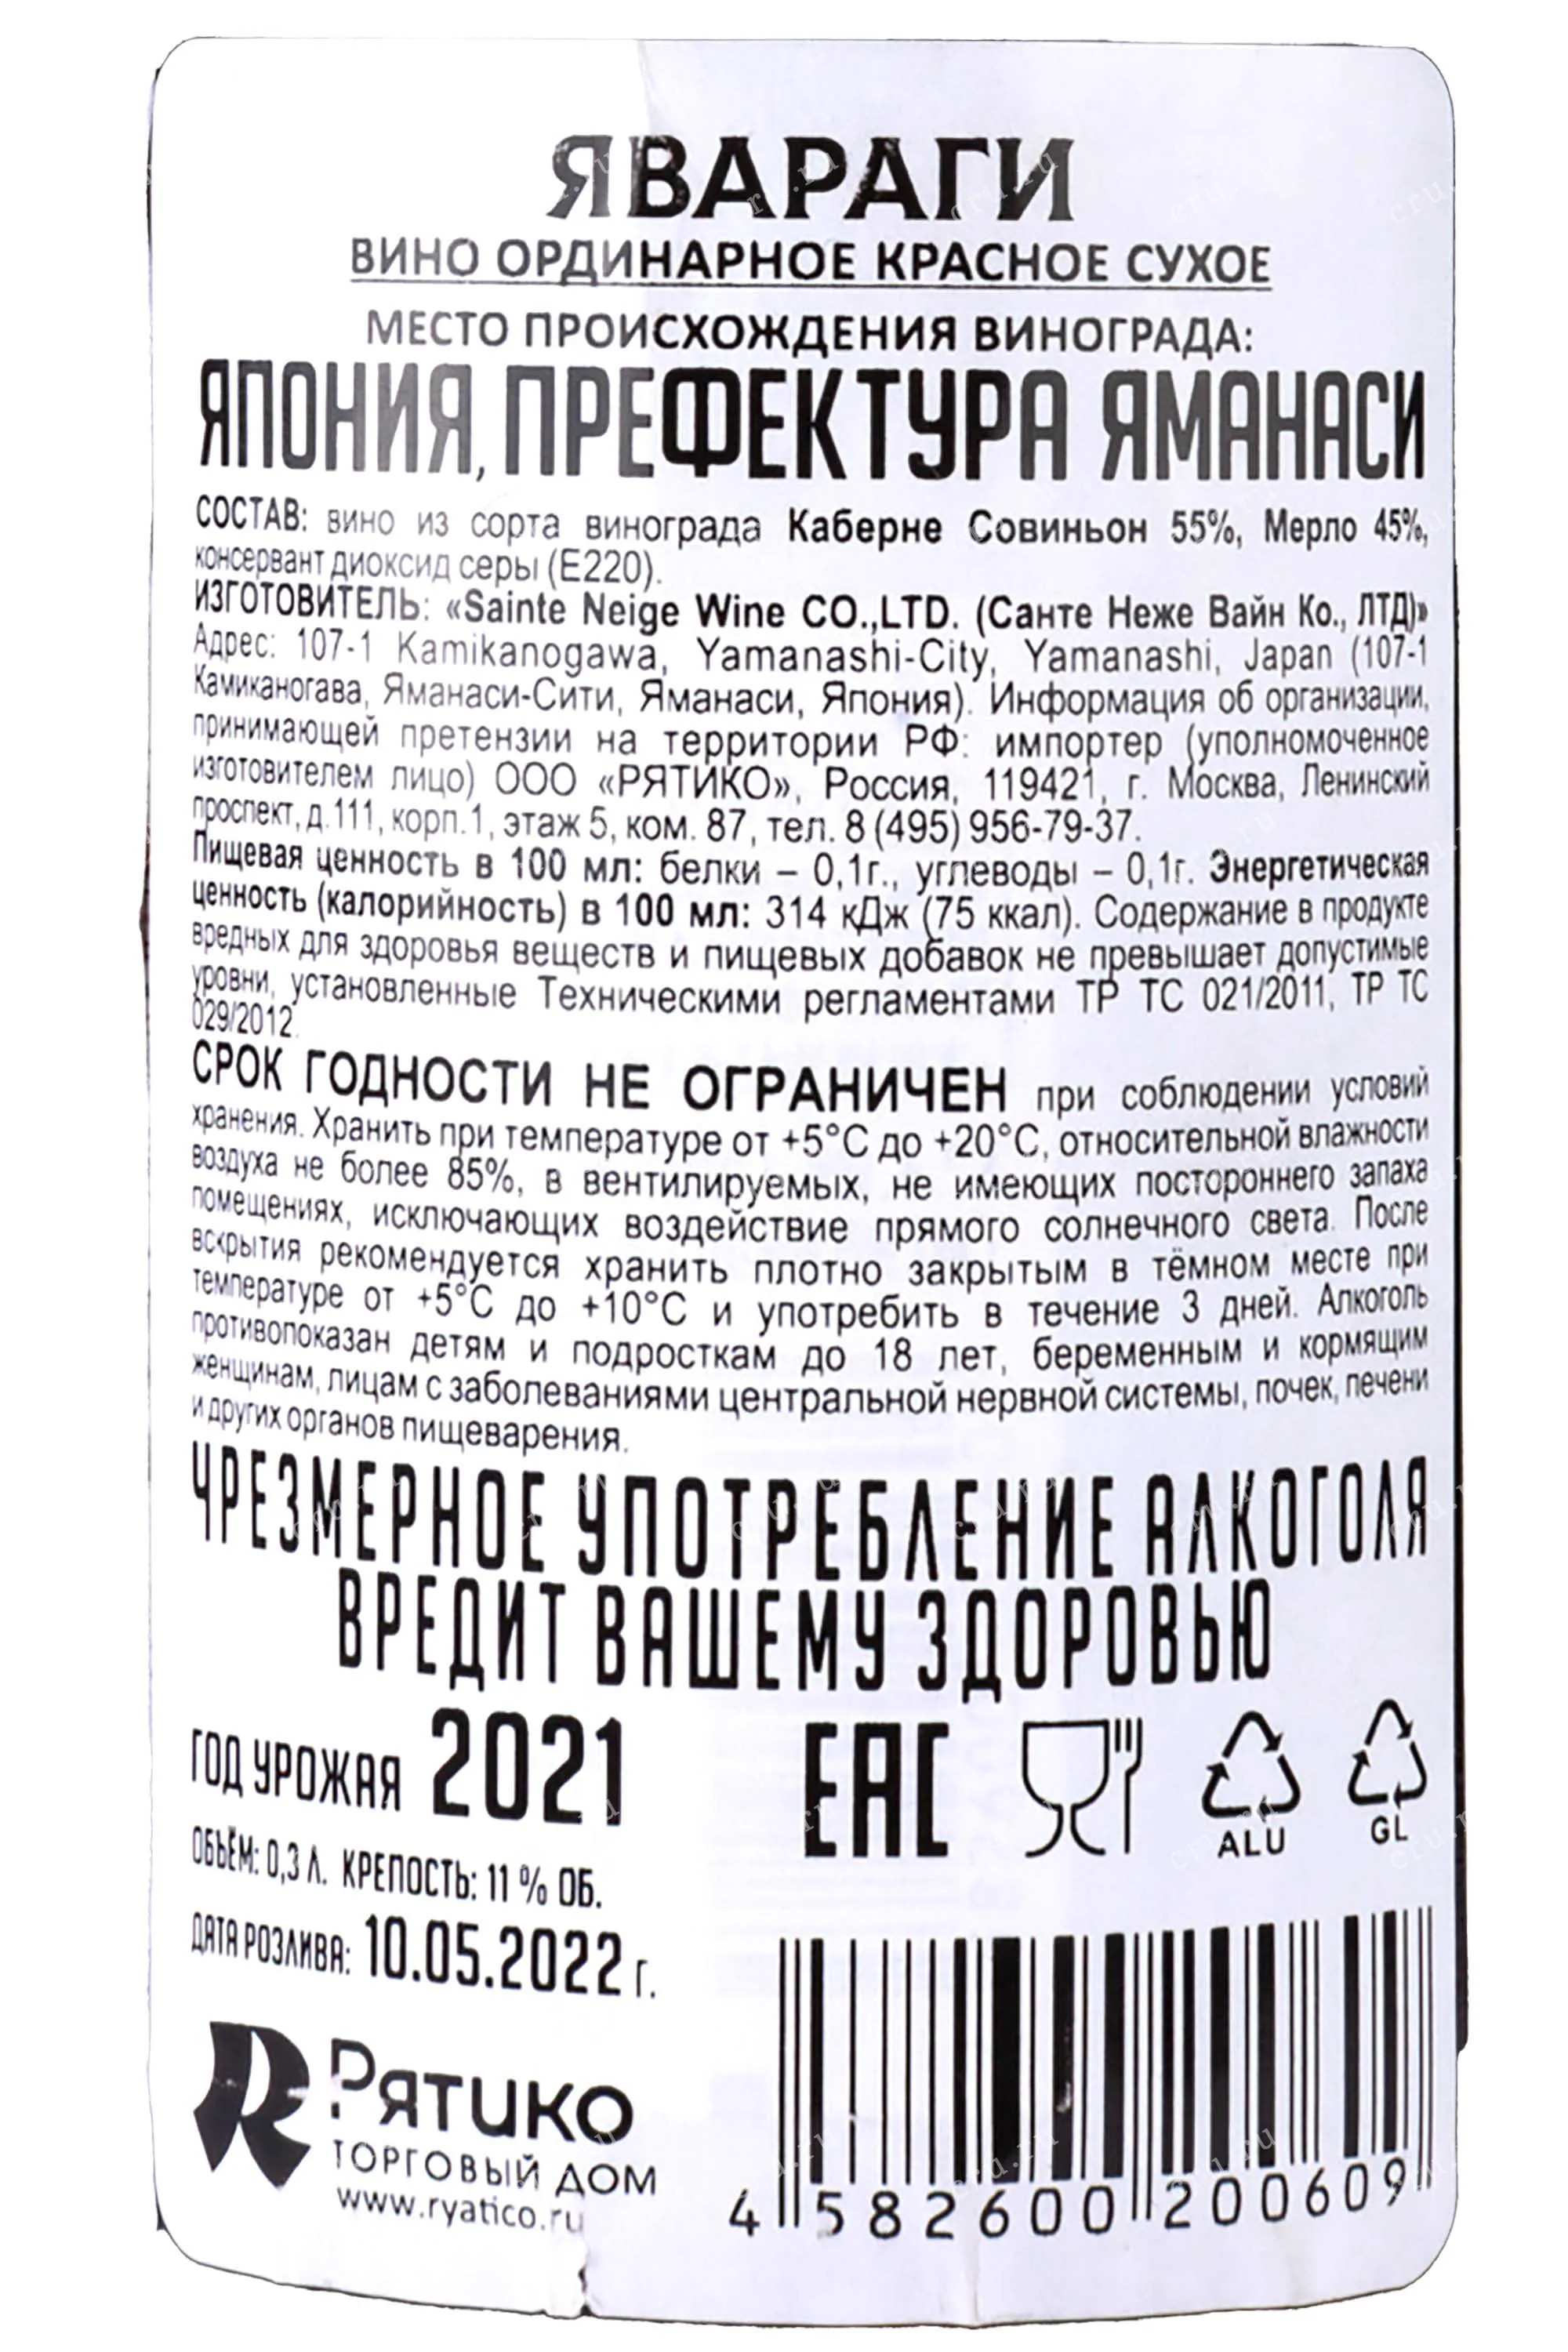 ЯВАРАГИ
ВИНО ОРДИНАРНОЕ КРАСНОЕ СУХОЕ
МЕСТО ПРОИСХОЖДЕНИЯ ВИНОГРАДА:
ЯПОНИЯ, ПРЕФЕКТУРА ЯМАНАСИ
СОСТАВ: вино из сорта винограда Каберне Совиньон 55%, Мерло 45%,
консервант диоксид серы (Е220).
ИЗГОТОВИТЕЛЬ: «Sainte Neige Wine CO.,LTD. (Санте Неже Вайн Ко., ЛТД)»
Адрес: 107-1 Kamikanogawa, Yamanashi-City, Yamanashi, Japan (107-1
Камиканогава, Яманаси-Сити, Яманаси, Япония). Информация об организации,
принимающей претензии на территории РФ: импортер (уполномоченное
изготовителем лицо) ООО «РЯТИКО», Россия, 119421, г. Москва, Ленинский
проспект, д.111, корп.1, этаж 5, ком. 87, тел. 8 (495) 956-79-37.
Пищевая ценность в 100 мл: белки – 0,1г., углеводы – 0,1г. Энергетическая
ценность (калорийность) в 100 мл: 314 кДж (75 ккал). Содержание в продукте
вредных для здоровья веществ и пищевых добавок не превышает допустимые
уровни, установленные Техническими регламентами ТР ТС 021/2011, ТР ТС
029/2012.
СРОК ГОДНОСТИ НЕ ОГРАНИЧЕН при соблюдении условий
хранения. Хранить при температуре от +5°С до +20°С, относительной влажности
воздуха не более 85%, в вентилируемых, не имеющих постороннего запаха
помещениях, исключающих воздействие прямого солнечного света. После
вскрытия рекомендуется хранить плотно закрытым в тёмном месте при
температуре от +5°С до +10°С и употребить в течение 3 дней. Алкоголь
противопоказан детям и подросткам до 18 лет, беременным и кормящим
женщинам, лицам с заболеваниями центральной нервной системы, почек, печени
и других органов пищеварения.
ЧРЕЗМЕРНОЕ УПОТРЕБЛЕНИЕ АЛКОГОЛЯ
ВРЕДИТ ВАШЕМУ ЗДОРОВЬЮ
ГОД УРОЖАЯ 2021
ОБЪЁМ: 0,3 Л. КРЕПОСТЬ: 11 % ОБ.
ДАТА РОЗЛИВА: 10.05.2022 г.
EAC
ALU
GL
РЯТИКО
ТОРГОВЫЙ ДОМ
www.ryatico.ru
4 582600 200609